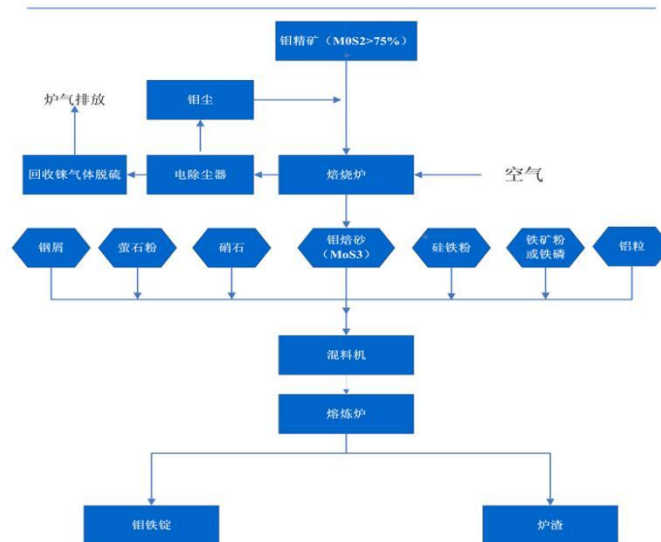 钼精矿（M0S2>75%）
炉气排放
钼尘
回收铼气体脱硫
电除尘器
焙烧炉
空气
钢屑
萤石粉
硝石
钼焙砂
（MoS3）
硅铁粉
铁矿粉
或铁磷
铝粒
混料机
熔炼炉
钼铁锭
炉渣